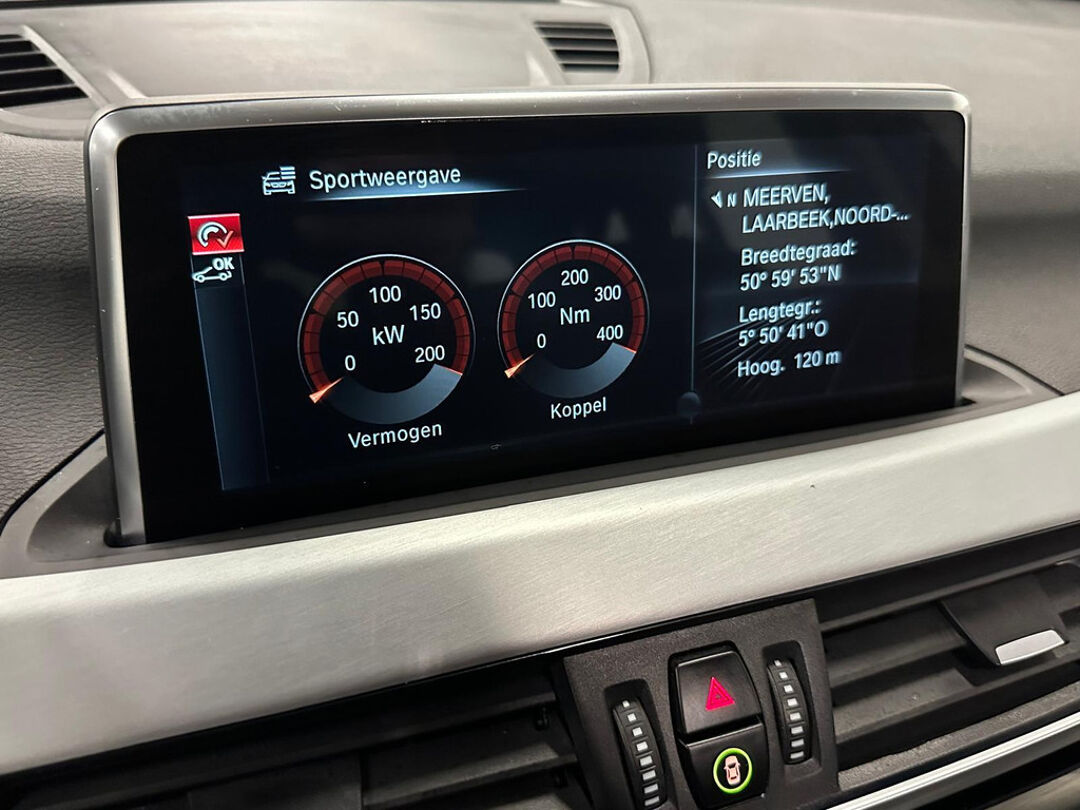 Sportweergave
OK
0
50
100
150
200
kW
Vermogen
0
100
200
300
400
Nm
Koppel
Positie
N MEERVEN,
LAARBEEK,NOORD-...
Breedtegraad:
50° 59' 53"N
Lengtegr.:
5° 50' 41"O
Hoog. 120 m